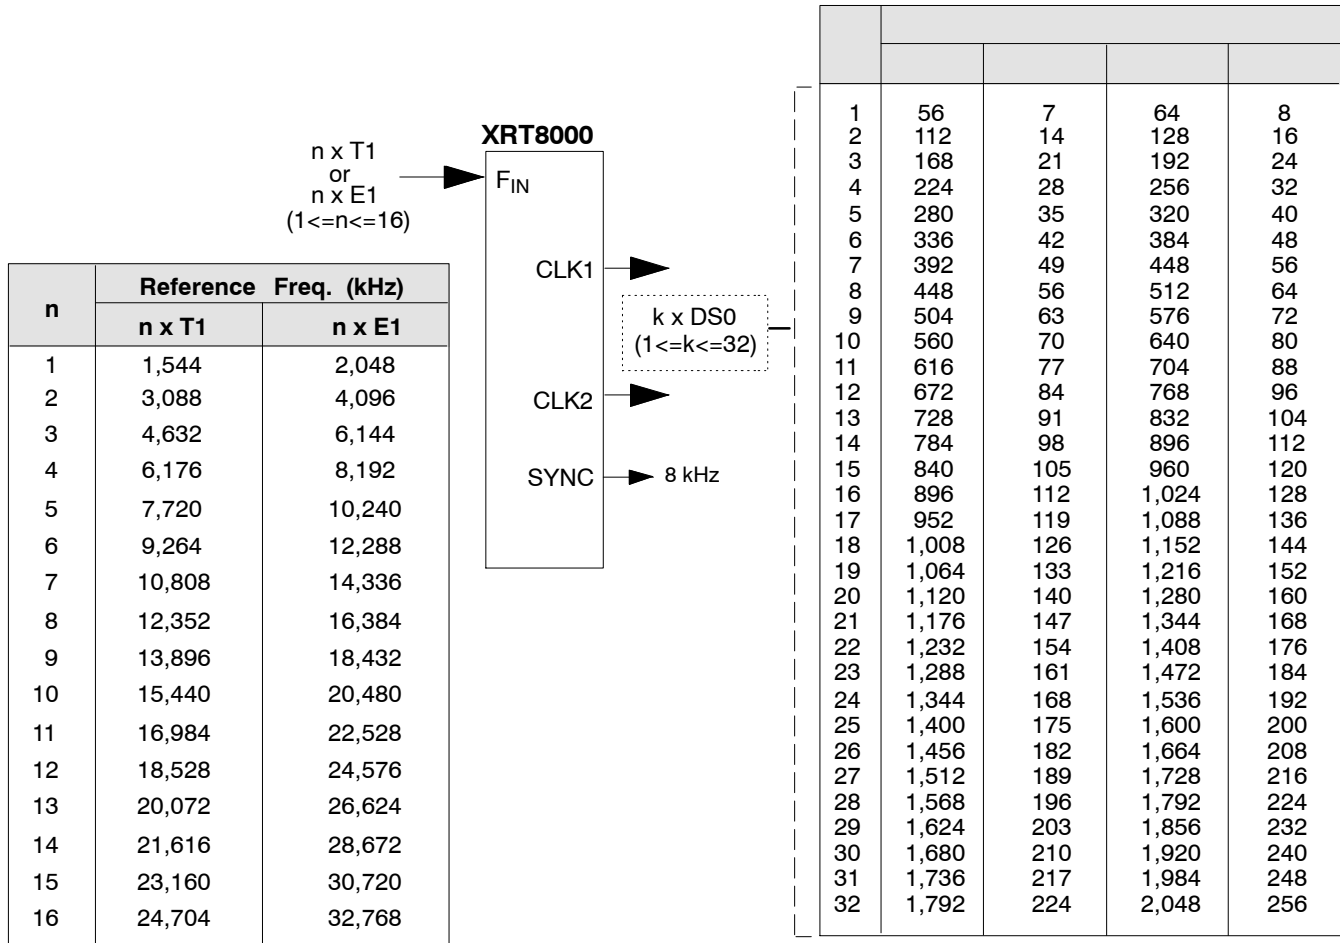 XRT8000
n x T1
or
n x E1
(1<=n<=16)
FIN
CLK1
k x DS0
(1<=k<=32)
CLK2
SYNC
8 kHz
n Reference Freq. (kHz)
n x T1 n x E1
1 1,544 2,048
2 3,088 4,096
3 4,632 6,144
4 6,176 8,192
5 7,720 10,240
6 9,264 12,288
7 10,808 14,336
8 12,352 16,384
9 13,896 18,432
10 15,440 20,480
11 16,984 22,528
12 18,528 24,576
13 20,072 26,624
14 21,616 28,672
15 23,160 30,720
16 24,704 32,768
1 56 7 64 8
2 112 14 128 16
3 168 21 192 24
4 224 28 256 32
5 280 35 320 40
6 336 42 384 48
7 392 49 448 56
8 448 56 512 64
9 504 63 576 72
10 560 70 640 80
11 616 77 704 88
12 672 84 768 96
13 728 91 832 104
14 784 98 896 112
15 840 105 960 120
16 896 112 1,024 128
17 952 119 1,088 136
18 1,008 126 1,152 144
19 1,064 133 1,216 152
20 1,120 140 1,280 160
21 1,176 147 1,344 168
22 1,232 154 1,408 176
23 1,288 161 1,472 184
24 1,344 168 1,536 192
25 1,400 175 1,600 200
26 1,456 182 1,664 208
27 1,512 189 1,728 216
28 1,568 196 1,792 224
29 1,624 203 1,856 232
30 1,680 210 1,920 240
31 1,736 217 1,984 248
32 1,792 224 2,048 256